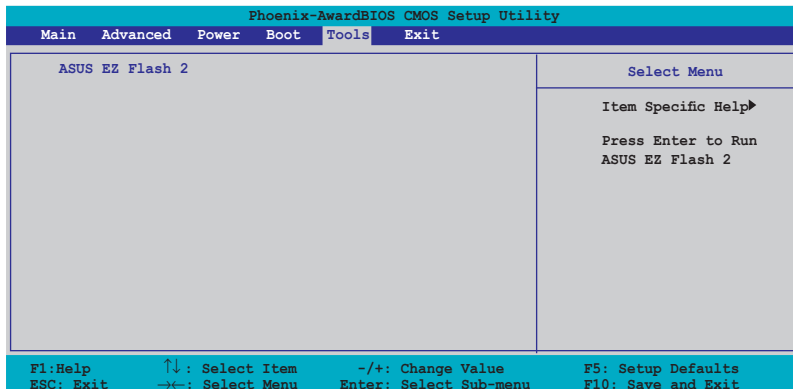 Phoenix-AwardBIOS CMOS Setup Utility
Main Advanced Power Boot Tools Exit
ASUS EZ Flash 2
Select Menu
Item Specific Help
Press Enter to Run
ASUS EZ Flash 2
F1:Help ↑↓: Select Item -/+: Change Value F5: Setup Defaults
ESC: Exit →←: Select Menu Enter: Select Sub-menu F10: Save and Exit